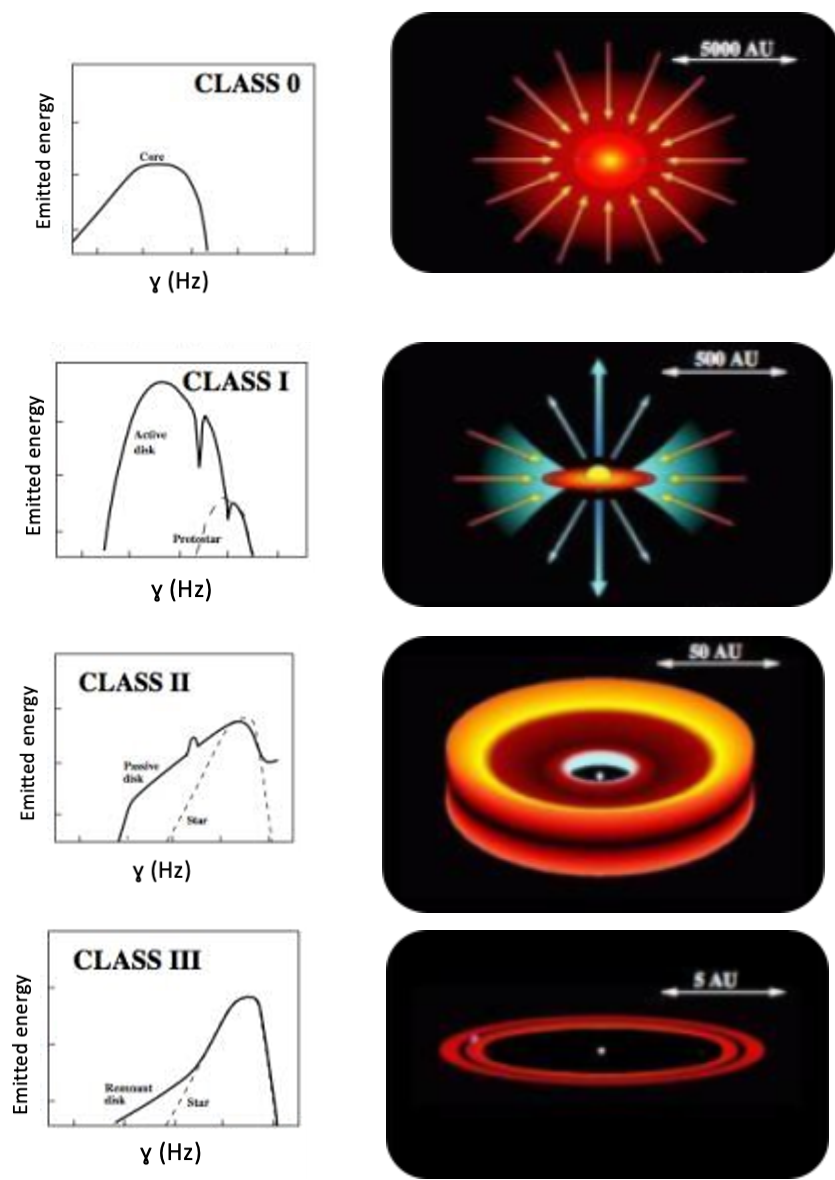 CLASS 0
Emitted energy
Core
ɣ (Hz)
5000 AU
CLASS I
Emitted energy
Active
disk
Protostar
ɣ (Hz)
500 AU
CLASS II
Emitted energy
Passive
disk
Star
ɣ (Hz)
50 AU
CLASS III
Emitted energy
Remnant
disk
Star
ɣ (Hz)
5 AU